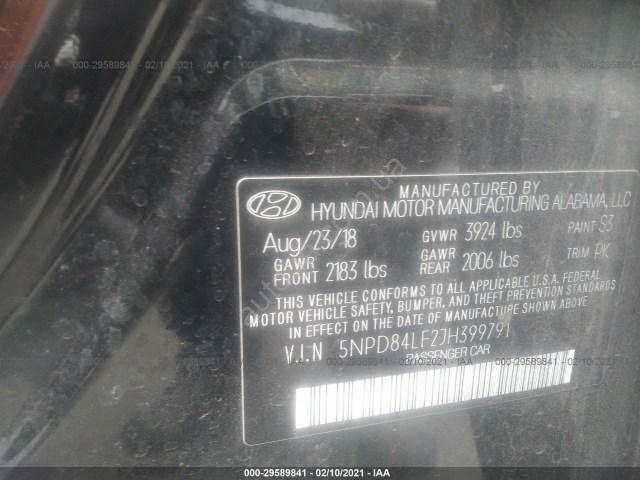 000-29589841 - 02/10/2021 - IAA
MANUFACTURED BY
HYUNDAI MOTOR MANUFACTURING ALABAMA, LLC
Aug/23/18 GVWR 3924 lbs PAINT S3
GAWR FRONT 2183 lbs GAWR REAR 2006 lbs TRIM PK
THIS VEHICLE CONFORMS TO ALL APPLICABLE U.S.A. FEDERAL
MOTOR VEHICLE SAFETY, BUMPER, AND THEFT PREVENTION STANDARDS
IN EFFECT ON THE DATE OF MANUFACTURE SHOWN ABOVE.
V.I.N 5NPD84LF2JH399791
PASSENGER CAR
000-29589841 - 02/10/2021 - IAA
000-29589841 - 02/10/2021 - IAA